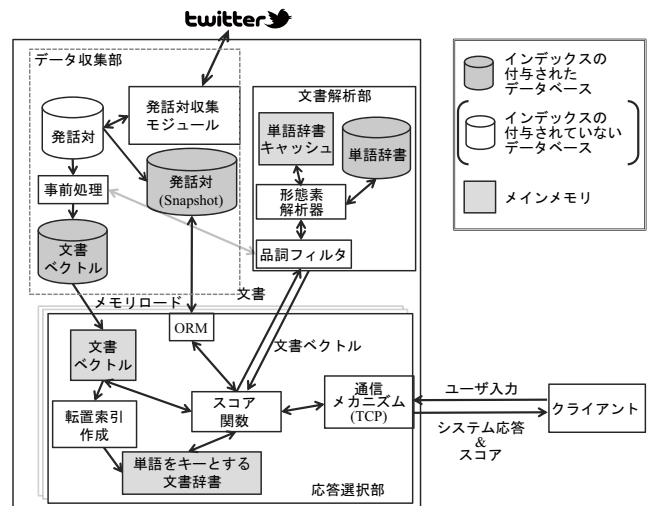 twitter
データ収集部
発話対収集
モジュール
発話対
発話対
(Snapshot)
事前処理
文書
ベクトル
文書解析部
単語辞書
キャッシュ
単語辞書
形態素
解析器
品詞フィルタ
インデックスの
付与された
データベース
インデックスの
付与されていない
データベース
メインメモリ
メモリロード
文書
ORM
文書ベクトル
文書
ベクトル
転置索引
作成
スコア
関数
通信
メカニズム
(TCP)
単語をキーとする
文書辞書
応答選択部
ユーザ入力
システム応答
&
スコア
クライアント